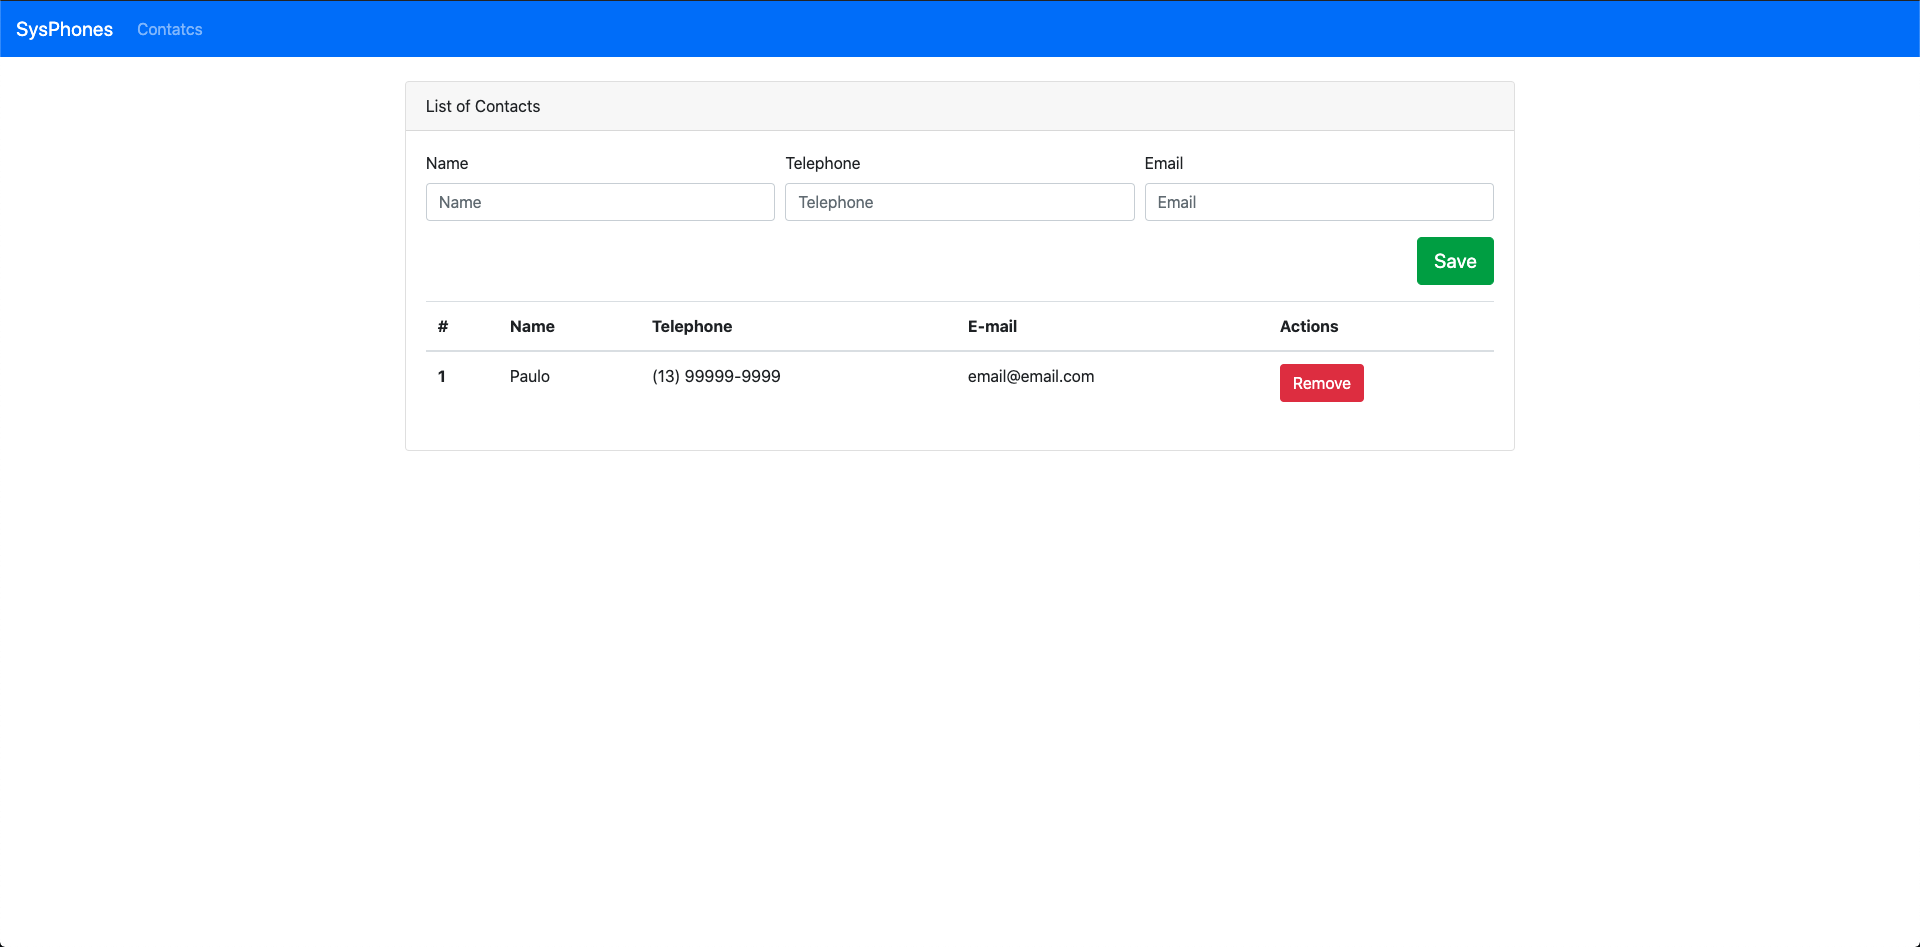 SysPhones Contatcs
List of Contacts
Name Telephone Email
Name Telephone Email
Save
# Name Telephone E-mail Actions
1 Paulo (13) 99999-9999 email@email.com Remove